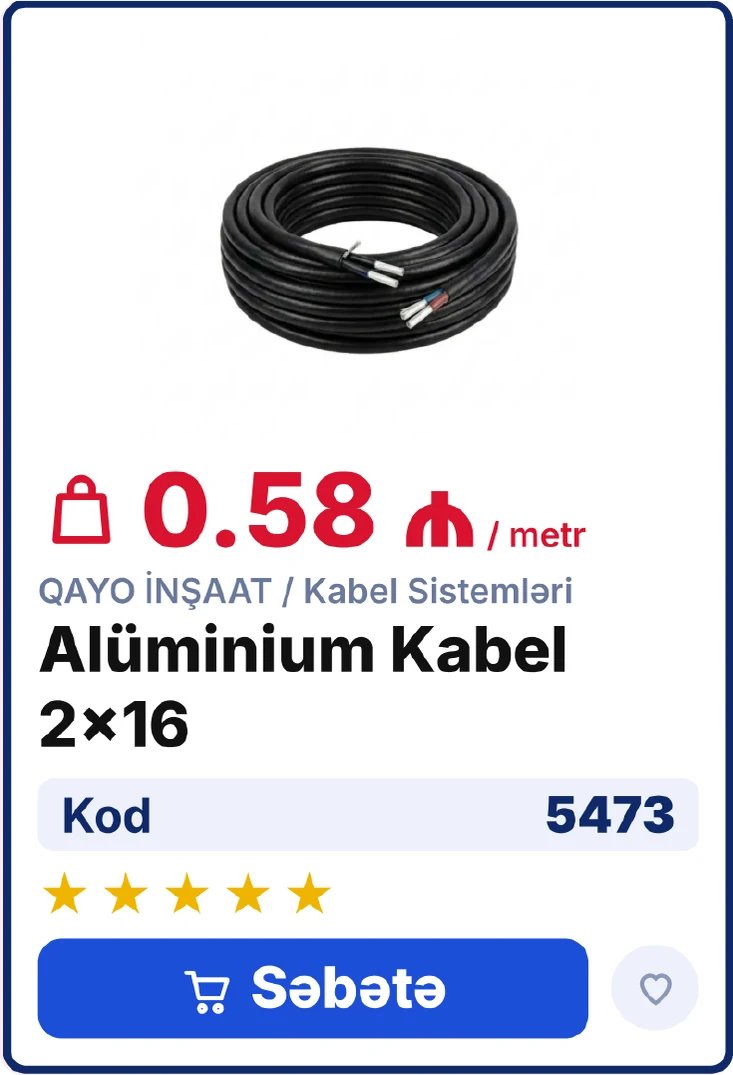 0.58 ₼ / metr
QAYO İNŞAAT / Kabel Sistemləri
Alüminium Kabel
2×16
Kod 5473
Səbətə